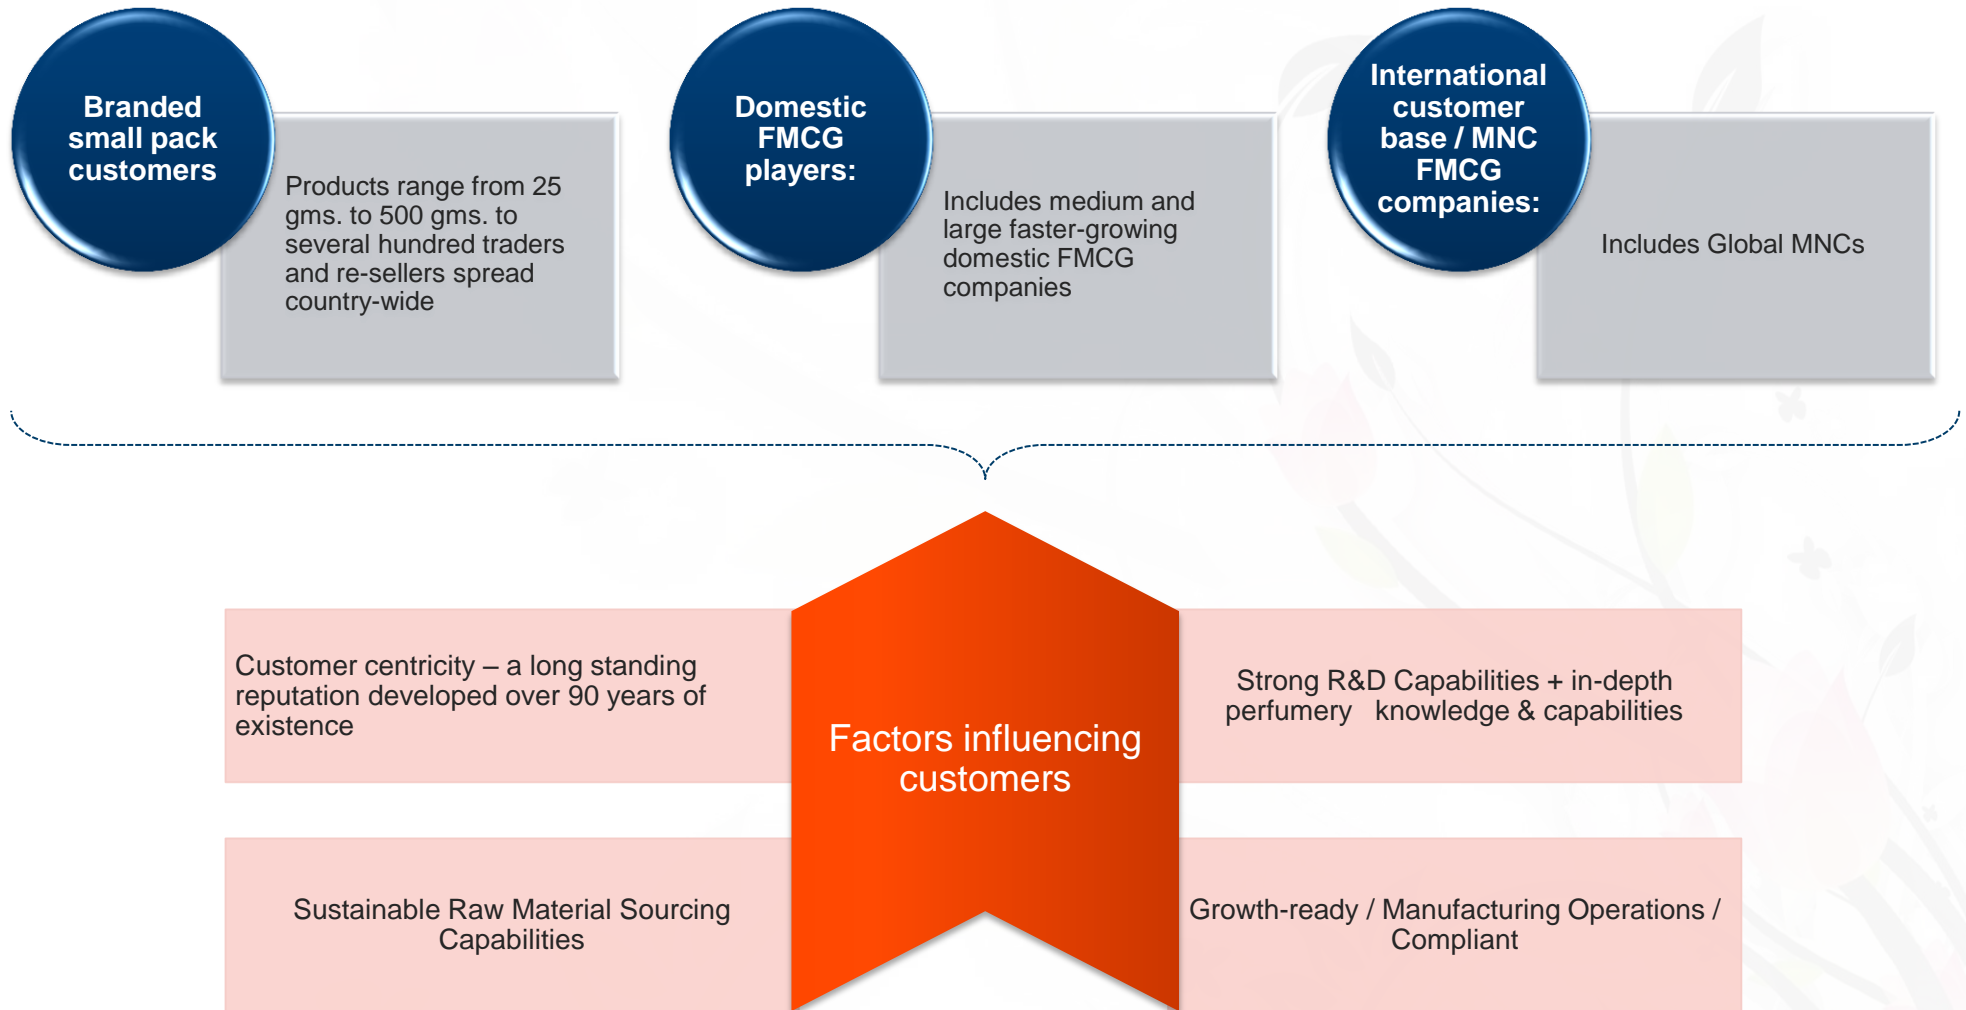 Branded
small pack
customers
Products range from 25
gms. to 500 gms. to
several hundred traders
and re-sellers spread
country-wide
Domestic
FMCG
players:
Includes medium and
large faster-growing
domestic FMCG
companies
International
customer
base / MNC
FMCG
companies:
Includes Global MNCs
Customer centricity – a long standing
reputation developed over 90 years of
existence
Factors influencing
customers
Strong R&D Capabilities + in-depth
perfumery   knowledge & capabilities
Sustainable Raw Material Sourcing
Capabilities
Growth-ready / Manufacturing Operations /
Compliant